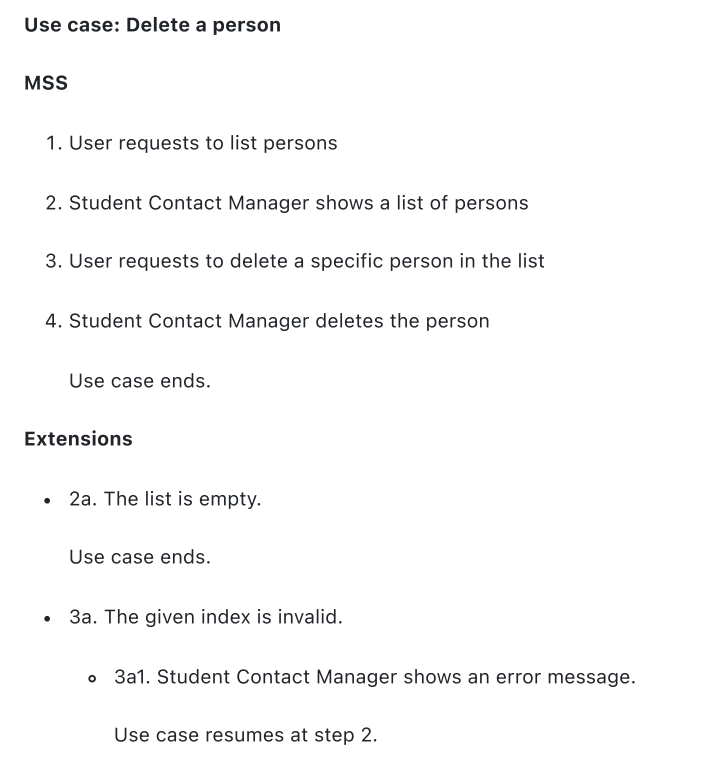 Use case: Delete a person
MSS
1. User requests to list persons
2. Student Contact Manager shows a list of persons
3. User requests to delete a specific person in the list
4. Student Contact Manager deletes the person
Use case ends.
Extensions
• 2a. The list is empty.
Use case ends.
• 3a. The given index is invalid.
◦ 3a1. Student Contact Manager shows an error message.
Use case resumes at step 2.